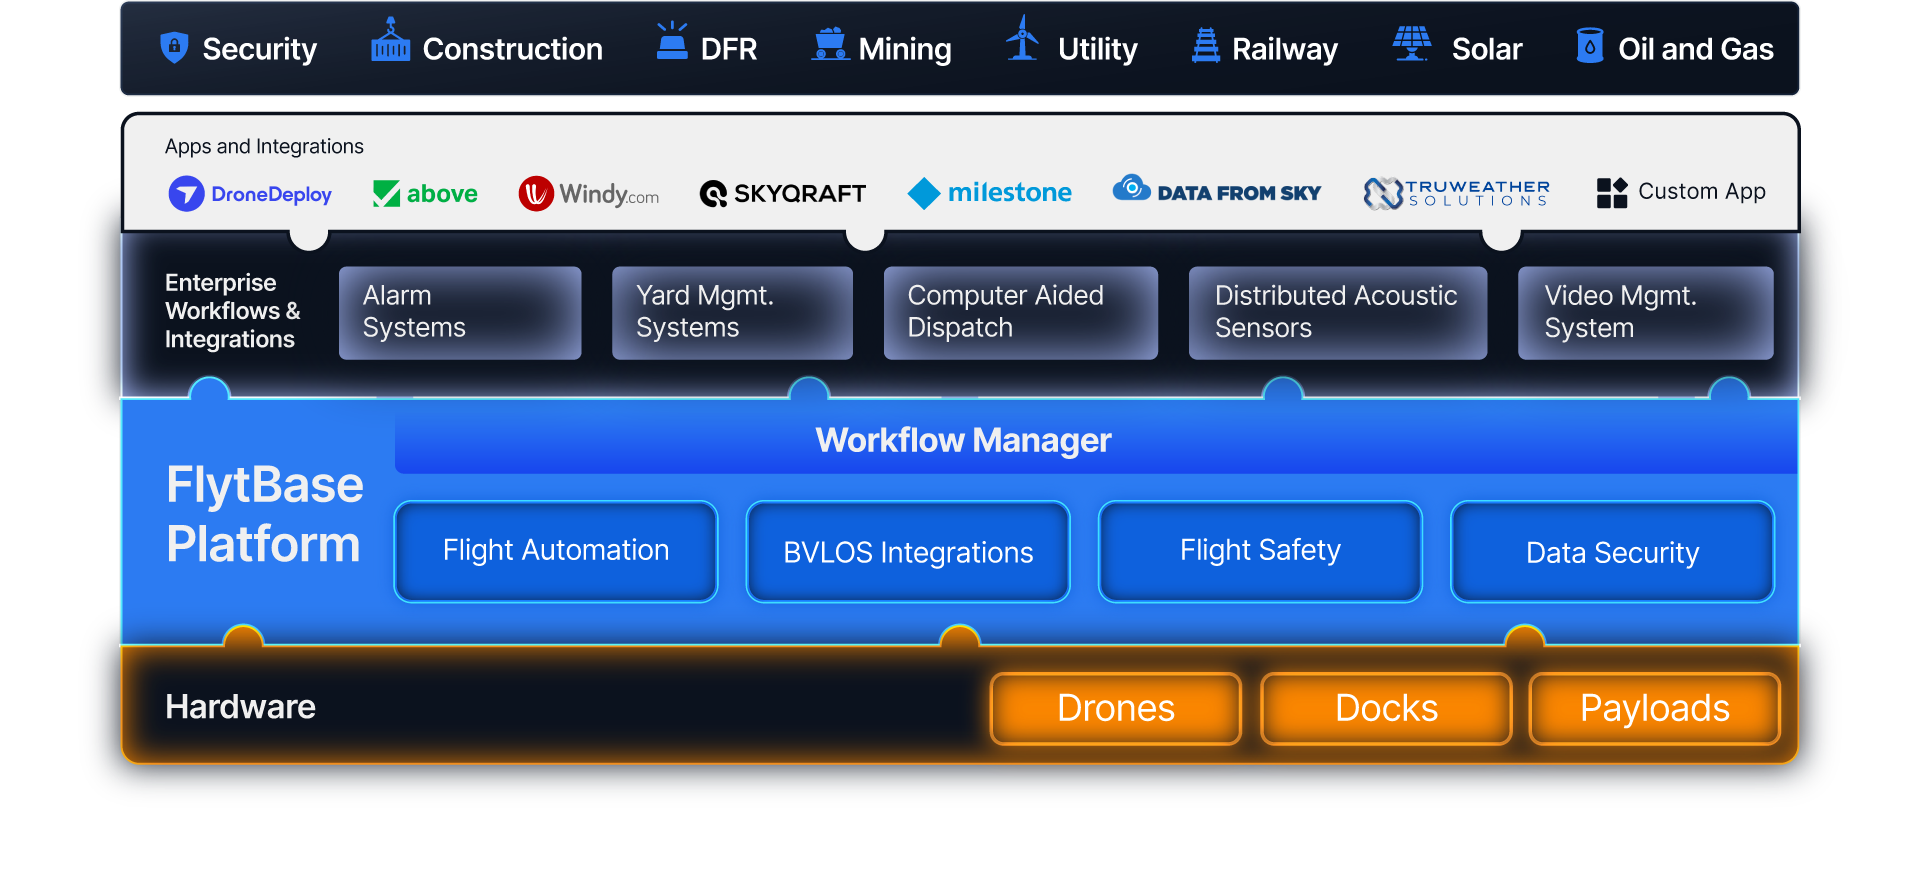 Security Construction DFR Mining Utility Railway Solar Oil and Gas
Apps and Integrations
DroneDeploy above Windy.com SKYQRAFT milestone DATA FROM SKY TRUWEATHER SOLUTIONS Custom App
Enterprise
Workflows &
Integrations
Alarm
Systems
Yard Mgmt.
Systems
Computer Aided
Dispatch
Distributed Acoustic
Sensors
Video Mgmt.
System
FlytBase
Platform
Workflow Manager
Flight Automation
BVLOS Integrations
Flight Safety
Data Security
Hardware
Drones
Docks
Payloads